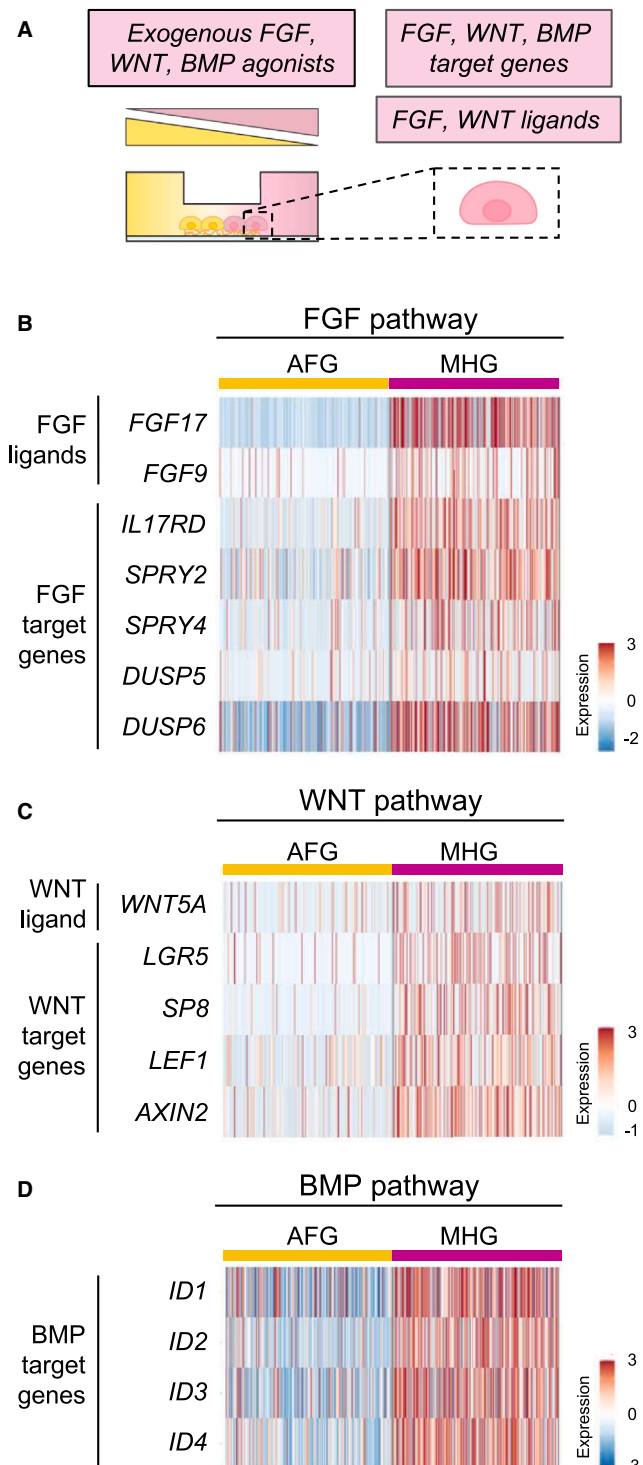 A
Exogenous FGF,
WNT, BMP agonists
FGF, WNT, BMP
target genes
FGF, WNT ligands
B
FGF pathway
AFG MHG
FGF
ligands
FGF17
FGF9
FGF
target
genes
IL17RD
SPRY2
SPRY4
DUSP5
DUSP6
Expression
3
0
-2
C
WNT pathway
AFG MHG
WNT
ligand
WNT5A
WNT
target
genes
LGR5
SP8
LEF1
AXIN2
Expression
3
0
-1
D
BMP pathway
AFG MHG
BMP
target
genes
ID1
ID2
ID3
ID4
Expression
3
0